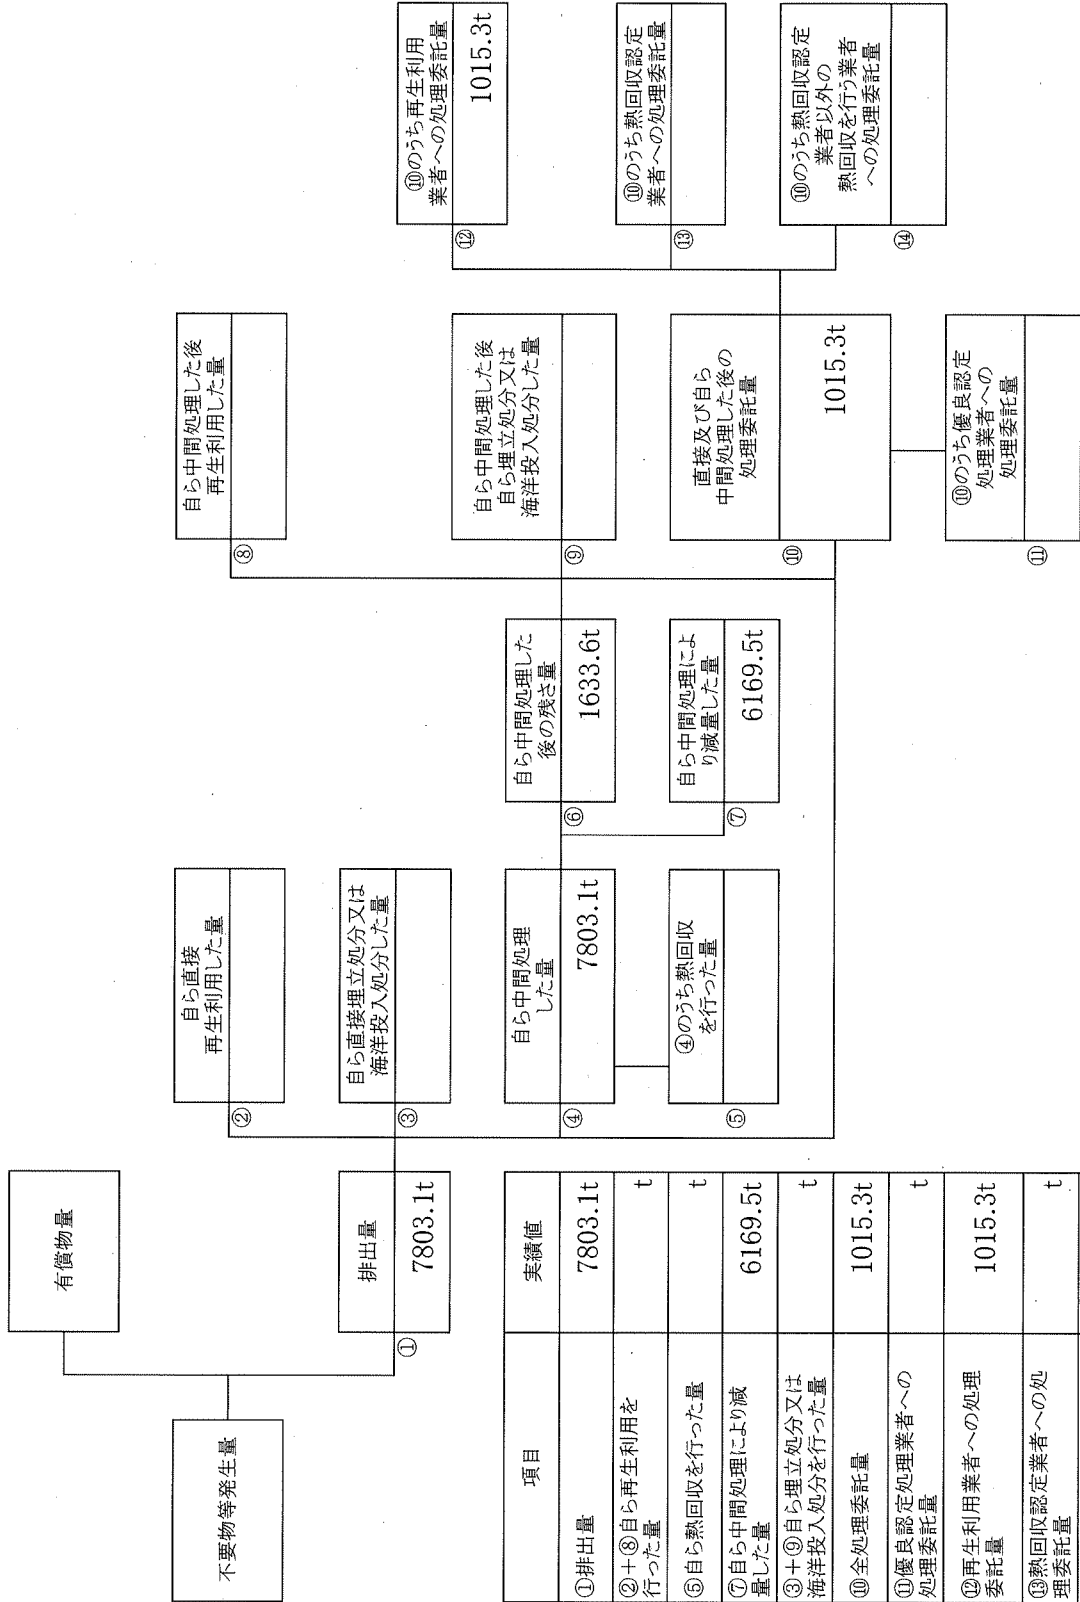 不要物等発生量
有償物量
①
排出量
7803.1t
②
自ら直接
再生利用した量
③
自ら直接埋立処分又は
海洋投入処分した量
④
自ら中間処理
した量
7803.1t
⑤
④のうち熱回収
を行った量
⑥
自ら中間処理した
後の残さ量
1633.6t
⑦
自ら中間処理によ
り減量した量
6169.5t
⑧
自ら中間処理した後
再生利用した量
⑨
自ら中間処理した後
自ら埋立処分又は
海洋投入処分した量
⑩
直接及び自ら
中間処理した後の
処理委託量
1015.3t
⑪
⑩のうち優良認定
処理業者への
処理委託量
⑫
⑩のうち再生利用
業者への処理委託量
1015.3t
⑬
⑩のうち熱回収認定
業者への処理委託量
⑭
⑩のうち熱回収認定
業者以外の
熱回収を行う業者
への処理委託量
項目 実績値
①排出量 7803.1t
②+⑧自ら再生利用を
行った量 t
⑤自ら熱回収を行った量 t
⑦自ら中間処理により減
量した量 6169.5t
③+⑨自ら埋立処分又は
海洋投入処分を行った量 t
⑩全処理委託量 1015.3t
⑪優良認定処理業者への
処理委託量 t
⑫再生利用業者への処理
委託量 1015.3t
⑬熱回収認定業者への処
理委託量 t